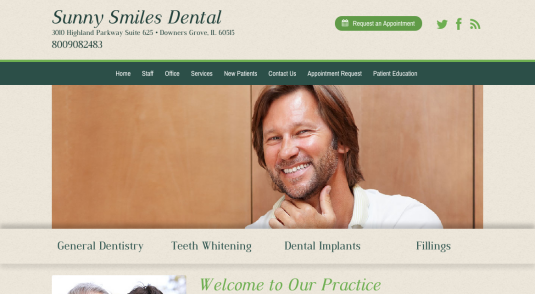 Sunny Smiles Dental
3010 Highland Parkway Suite 625 • Downers Grove, IL 60515
8009082483
Request an Appointment
Home Staff Office Services New Patients Contact Us Appointment Request Patient Education
General Dentistry Teeth Whitening Dental Implants Fillings
Welcome to Our Practice